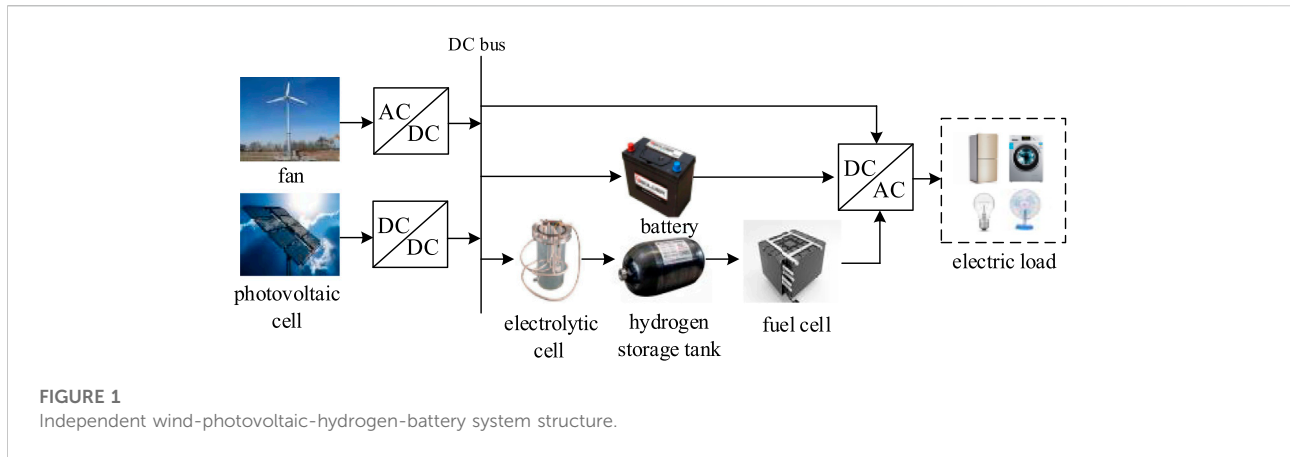 DC bus
AC
DC
fan
DC
DC
photovoltaic
cell
battery
electrolytic
cell
hydrogen
storage tank
fuel cell
DC
AC
electric load
FIGURE 1
Independent wind-photovoltaic-hydrogen-battery system structure.